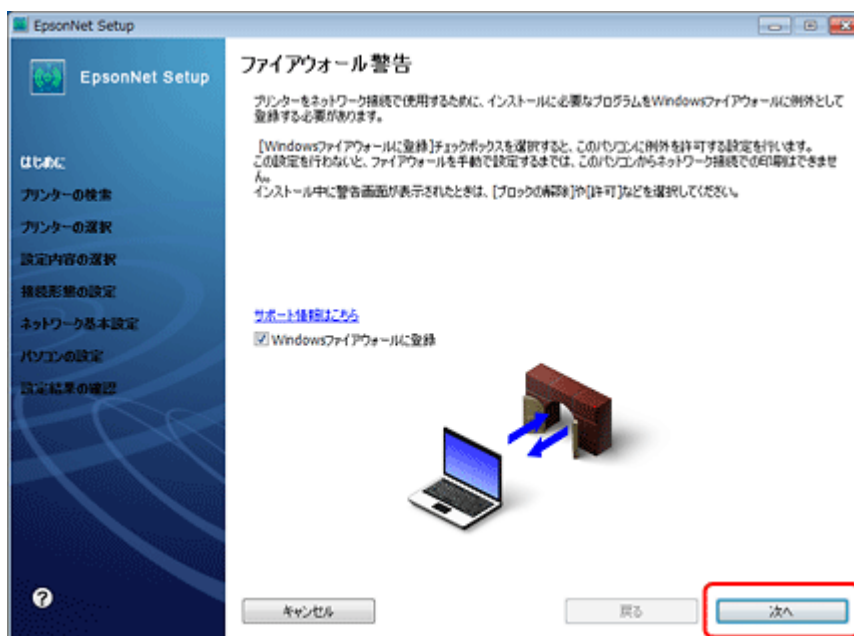 EpsonNet Setup
EpsonNet Setup
はじめに
プリンターの検索
プリンターの選択
設定内容の選択
接続形態の設定
ネットワーク基本設定
パソコンの設定
設定結果の確認
ファイアウォール警告
プリンターをネットワーク接続で使用するために、インストールに必要なプログラムをWindowsファイアウォールに例外として
登録する必要があります。
[Windowsファイアウォールに登録]チェックボックスを選択すると、このパソコンに例外を許可する設定を行います。
この設定を行わないと、ファイアウォールを手動で設定するまでは、このパソコンからネットワーク接続での印刷はできませ
ん。
インストール中に警告画面が表示されたときは、[ブロックの解除]や[許可]などを選択してください。
サポート情報はこちら
Windowsファイアウォールに登録
キャンセル
戻る
次へ